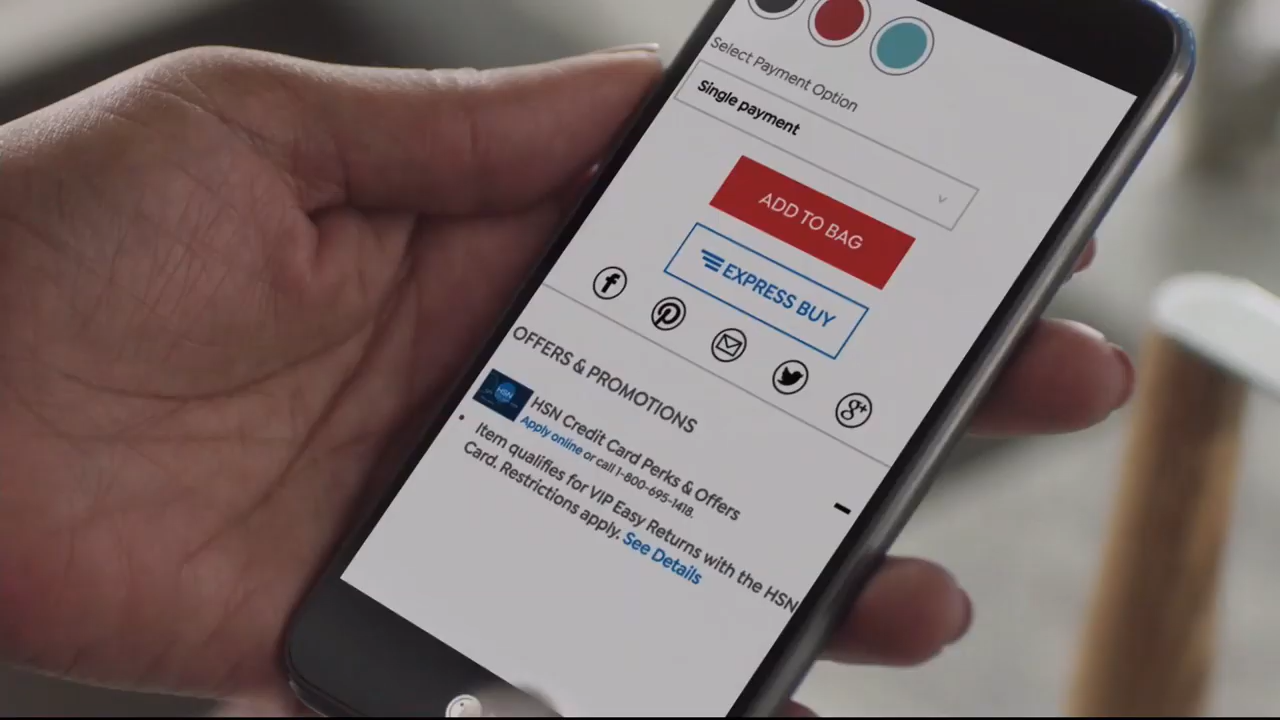 Select Payment Option
Single payment
ADD TO BAG
EXPRESS BUY
OFFERS & PROMOTIONS
HSN
HSN Credit Card Perks & Offers
Apply online or call 1-800-695-1418.
Item qualifies for VIP Easy Returns with the HSN
Card. Restrictions apply. See Details